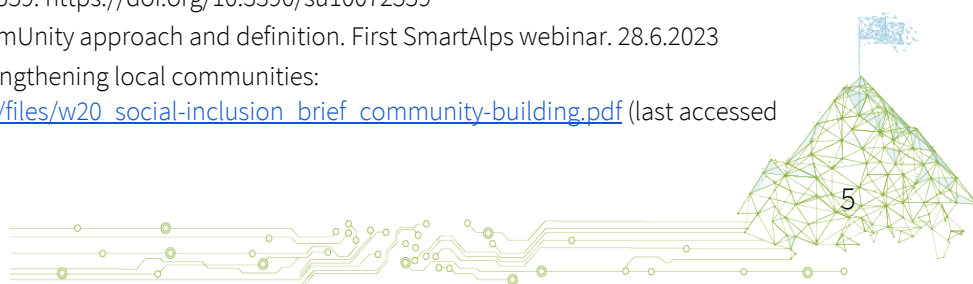 https://doi.org/10.3390/su10072559
mUnity approach and definition. First SmartAlps webinar. 28.6.2023
ngthening local communities:
/files/w20_social-inclusion_brief_community-building.pdf (last accessed
5